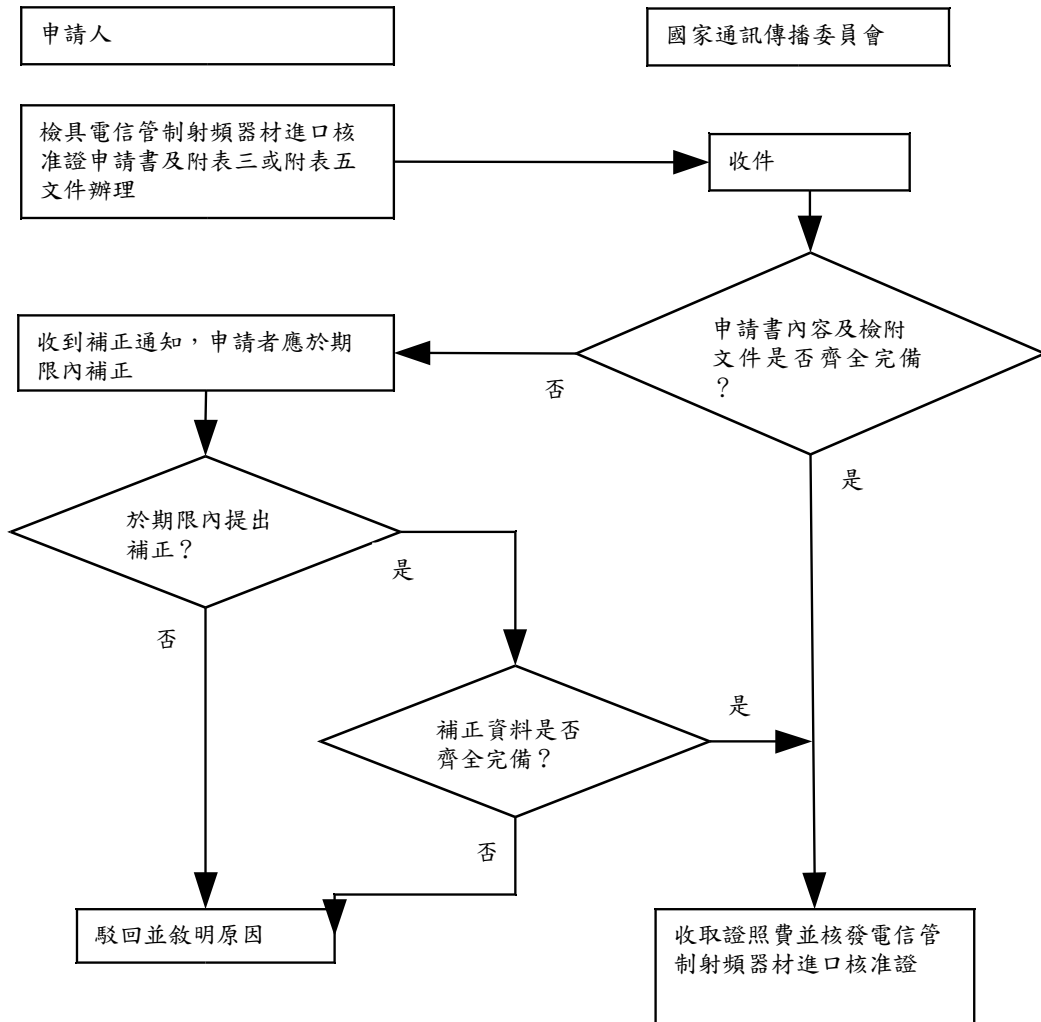 申請人
國家通訊傳播委員會
檢具電信管制射頻器材進口核
准證申請書及附表三或附表五
文件辦理
收件
申請書內容及檢附
文件是否齊全完備
？
收到補正通知，申請者應於期
限內補正
否
是
於期限內提出
補正？
是
否
補正資料是否
齊全完備？
是
否
駁回並敘明原因
收取證照費並核發電信管
制射頻器材進口核准證